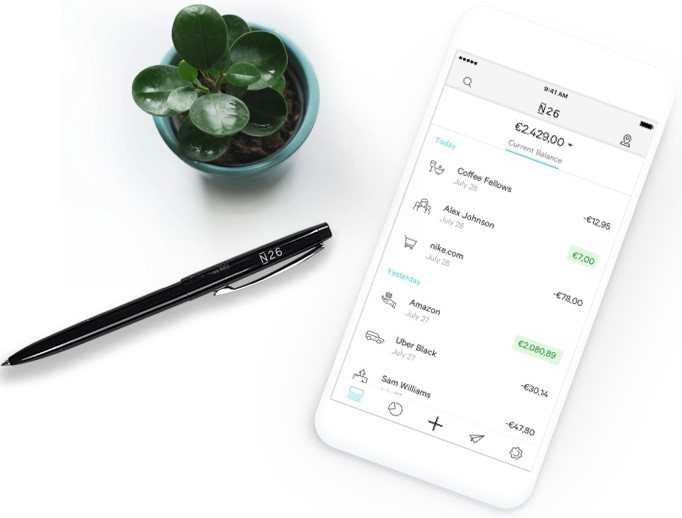 9:41 AM
N26
€2.429,00
Current Balance
Today
Coffee Fellows
July 28
-€12,95
Alex Johnson
July 28
€7,00
nike.com
July 28
-€78,00
Yesterday
Amazon
July 27
€2.080,89
Uber Black
July 27
-€30,14
Sam Williams
-€47,80
N26